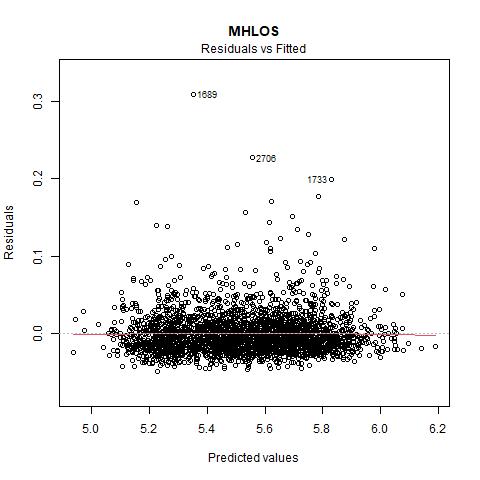 MHLOS
Residuals vs Fitted
Residuals
0.3
0.2
0.1
0.0
1689
2706
1733
5.0 5.2 5.4 5.6 5.8 6.0 6.2
Predicted values